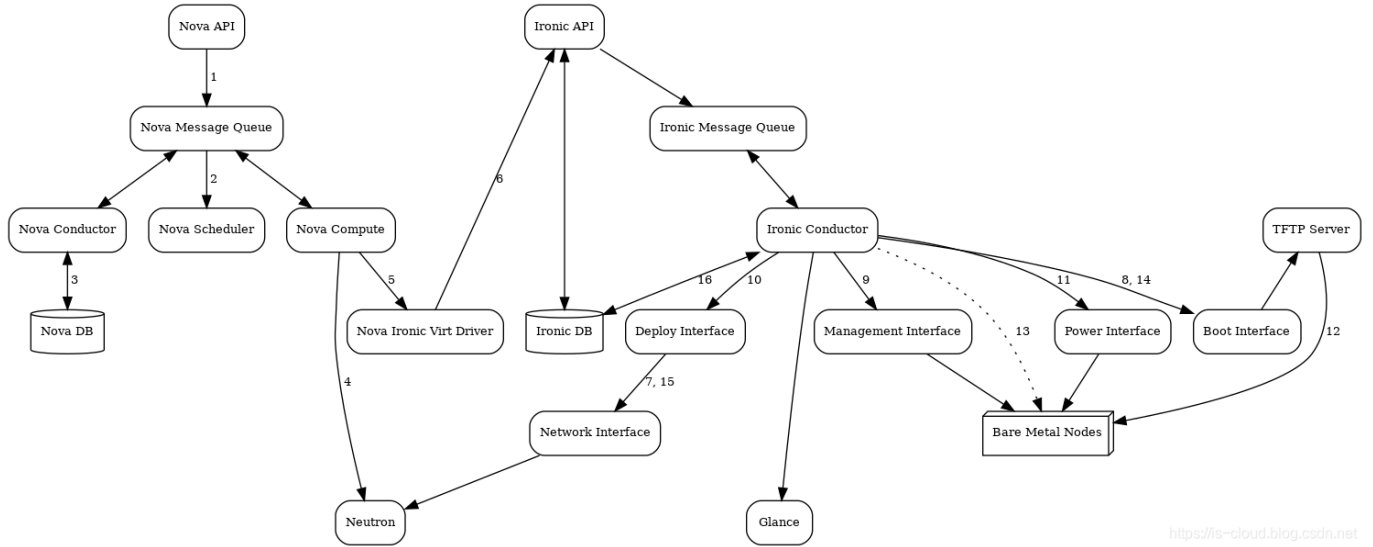 Nova API
Ironic API
1
Nova Message Queue
Ironic Message Queue
2
6
Nova Conductor
Nova Scheduler
Nova Compute
Ironic Conductor
TFTP Server
3
5
16
10
9
11
8, 14
Nova DB
Nova Ironic Virt Driver
Ironic DB
Deploy Interface
Management Interface
13
Power Interface
Boot Interface
12
4
7, 15
Network Interface
Bare Metal Nodes
Neutron
Glance
https://is-cloud.blog.csdn.net